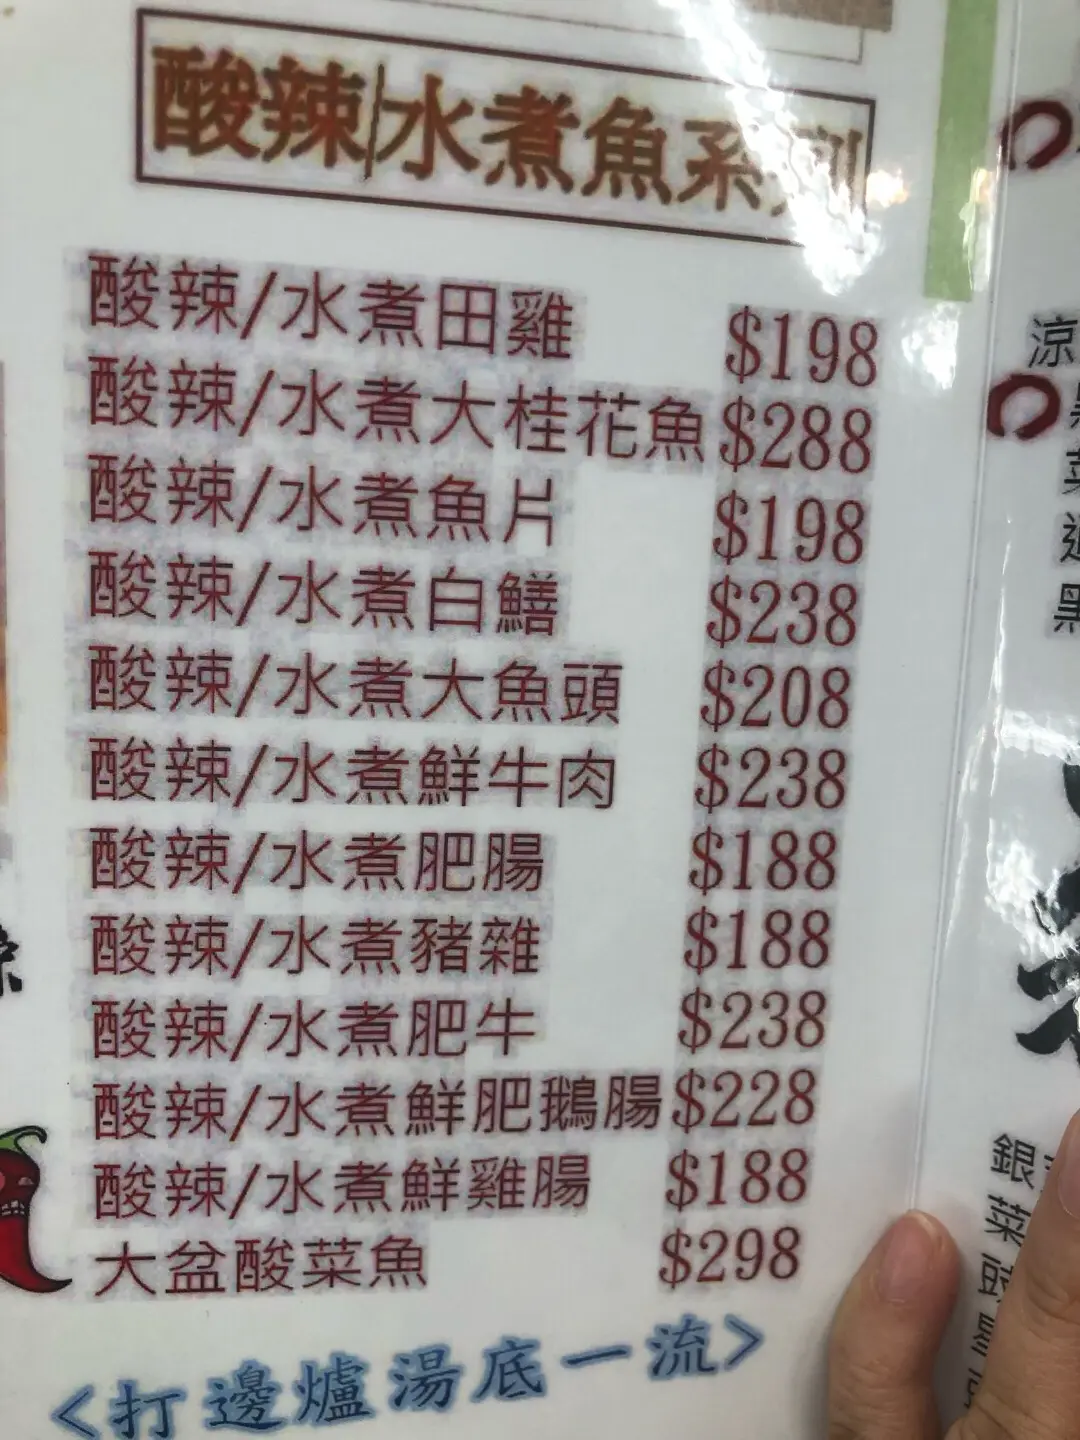 酸辣/水煮魚系列
酸辣/水煮田雞 $198
酸辣/水煮大桂花魚 $288
酸辣/水煮魚片 $198
酸辣/水煮白鱔 $238
酸辣/水煮大魚頭 $208
酸辣/水煮鮮牛肉 $238
酸辣/水煮肥腸 $188
酸辣/水煮豬雜 $188
酸辣/水煮肥牛 $238
酸辣/水煮鮮肥鵝腸 $228
酸辣/水煮鮮雞腸 $188
大盆酸菜魚 $298
<打邊爐湯底一流>
涼
菜
黑
銀
菜